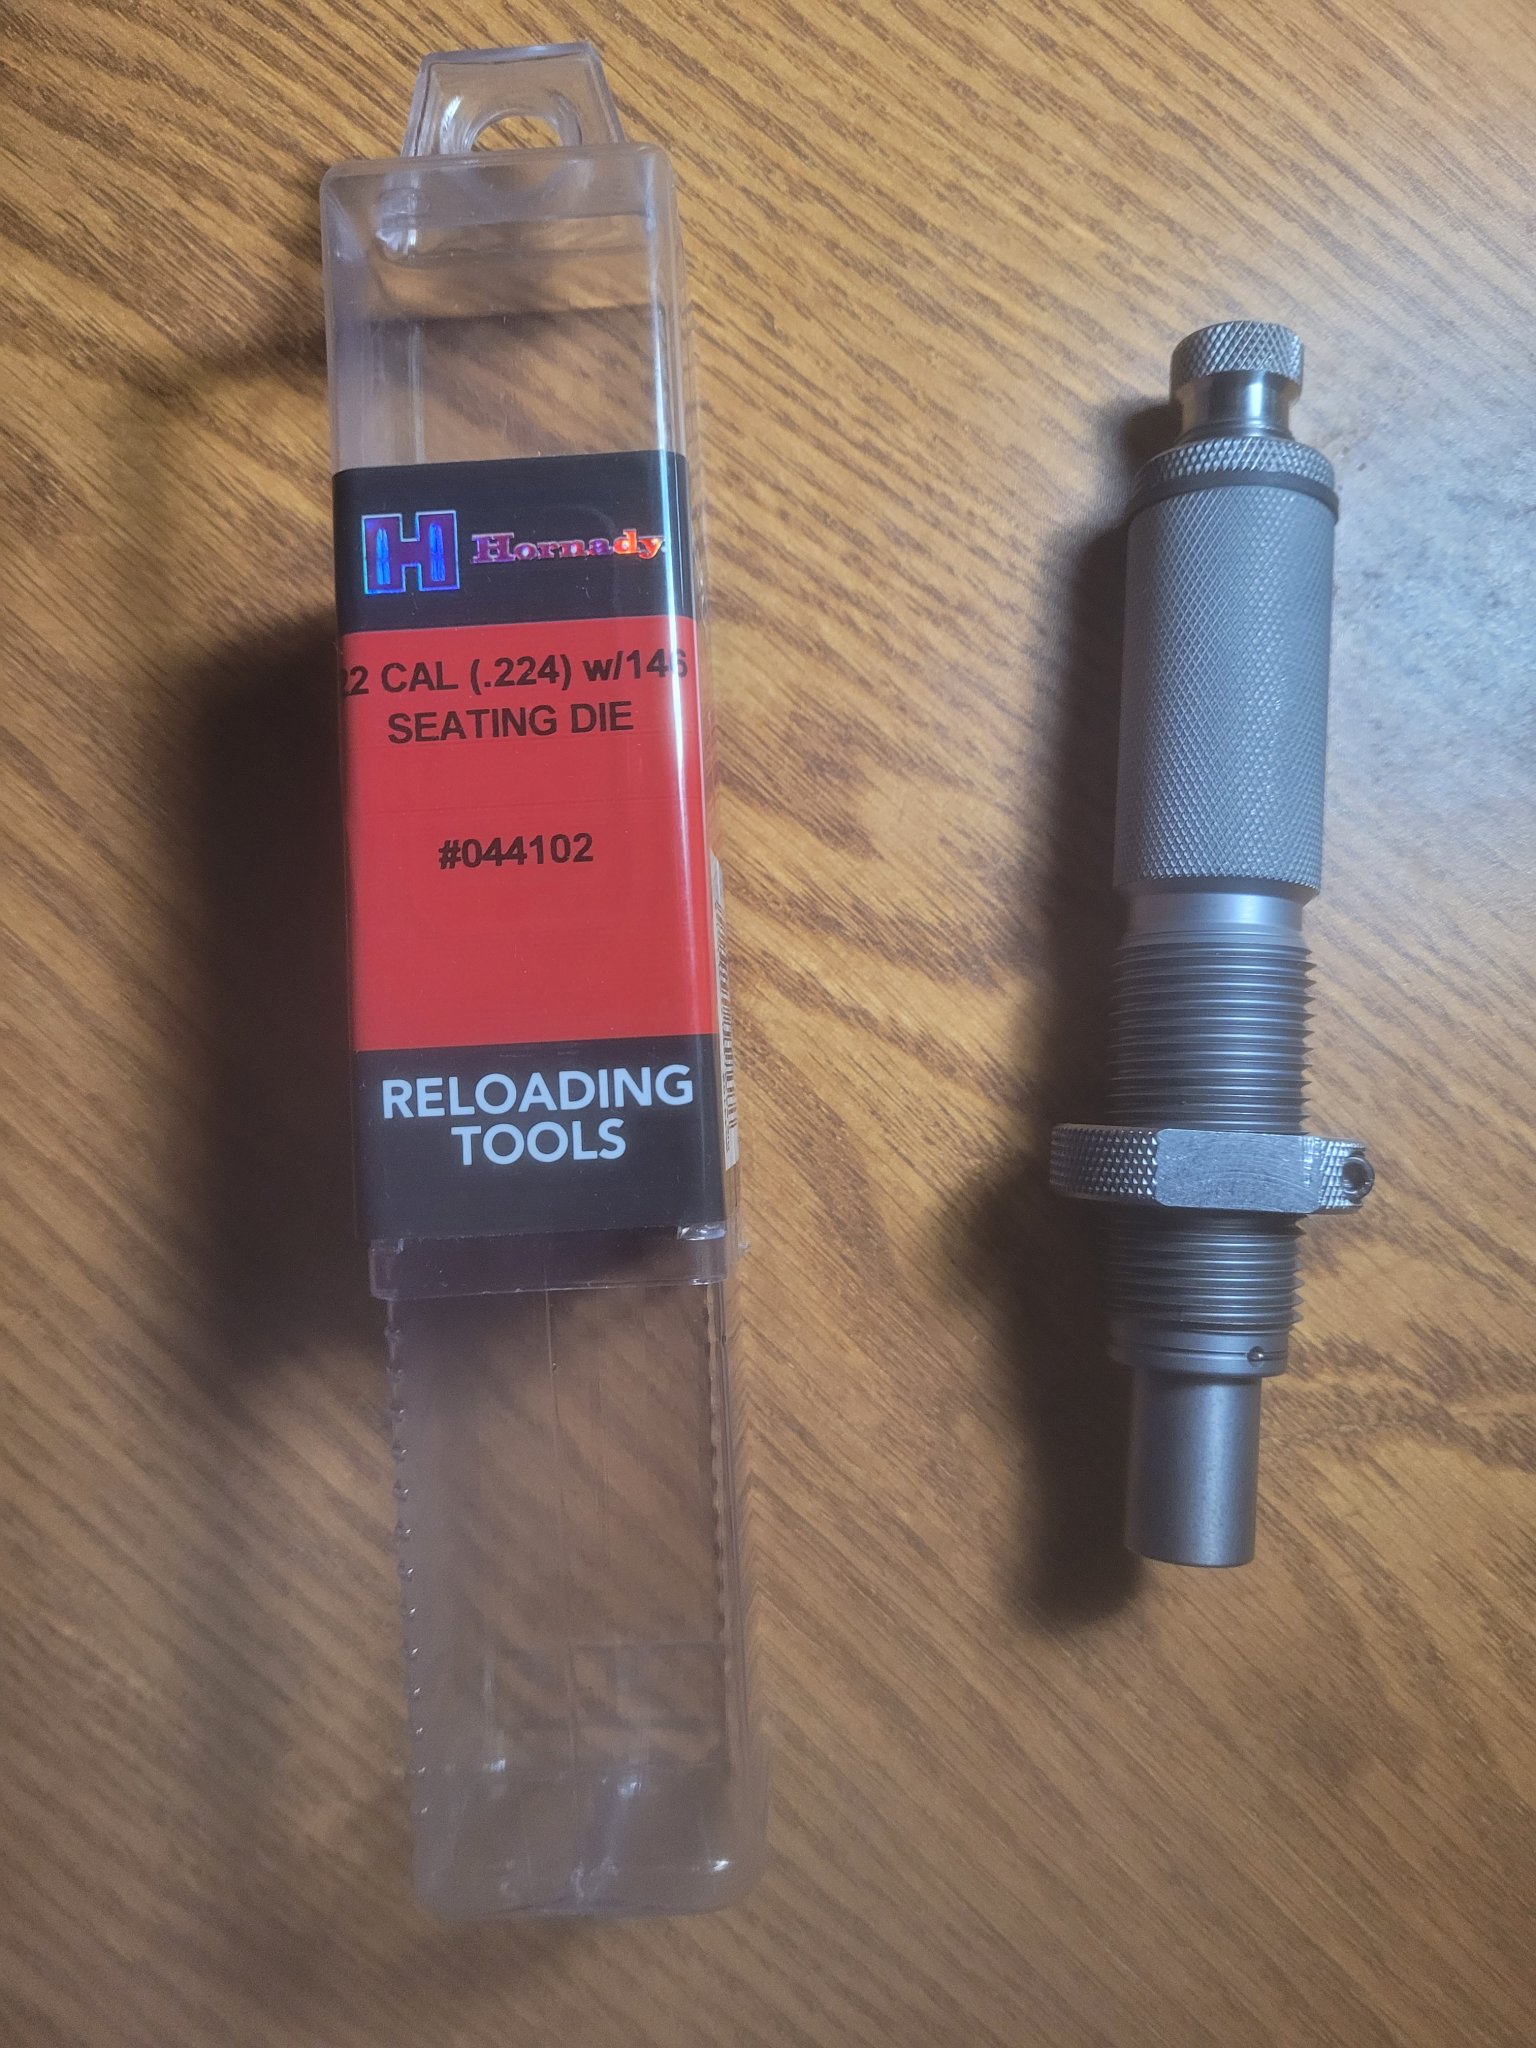 H Hornady
22 CAL (.224) w/146
SEATING DIE
#044102
RELOADING
TOOLS